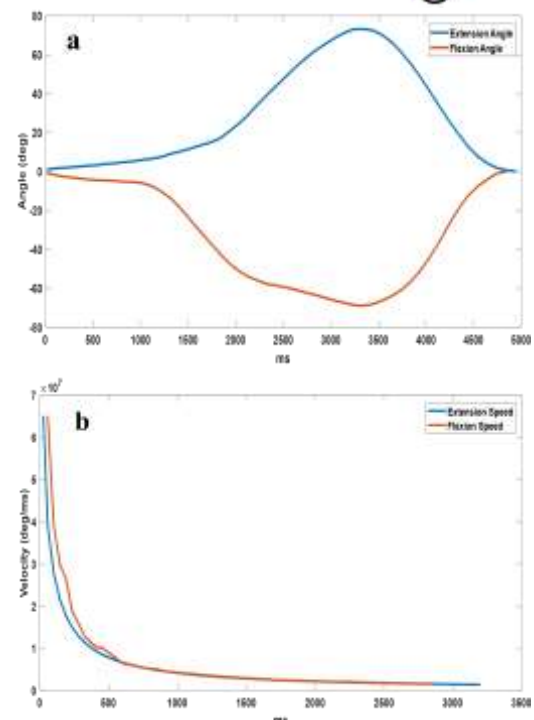 a
Extension Angle
Flexion Angle
80
60
40
20
0
-20
-40
-60
-80
Angle (deg)
0 500 1000 1500 2000 2500 3000 3500 4000 4500 5000
ms
b
×10⁷
Extension Speed
Flexion Speed
7
6
5
4
3
2
1
0
Velocity (deg/ms)
0 500 1000 1500 2000 2500 3000 3500
ms